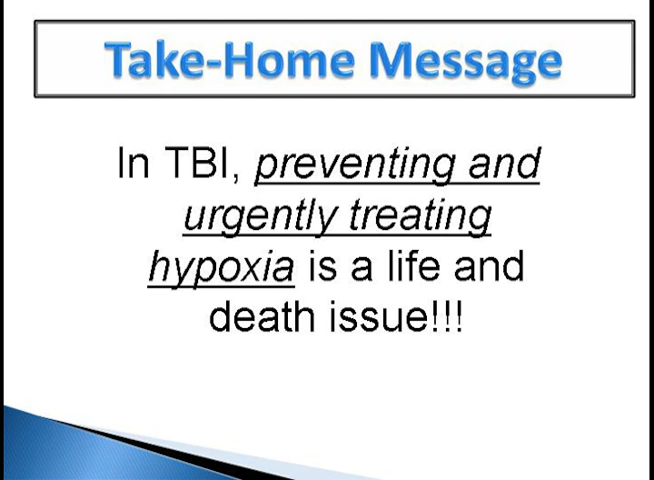 Take-Home Message
In TBI, preventing and
urgently treating
hypoxia is a life and
death issue!!!